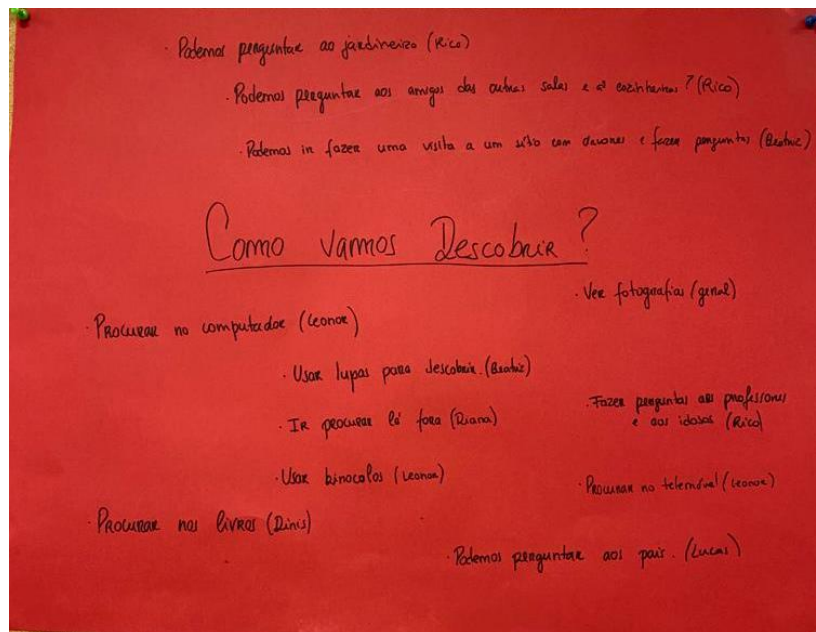 · Podemos perguntar ao jardineiro (Rico)
· Podemos perguntar aos amigos das outras salas e às cozinheiras? (Rico)
· Podemos ir fazer uma visita a um sítio com e fazer perguntas (Beatriz)
Como vamos Descobrir?
· Ver fotografias (geral)
· Procurar no computador (Leonor)
· Usar lupas para descobrir. (Beatriz)
· Fazer perguntas aos professores
e aos idosos (Rico)
· Ir procurar lá fora (Diana)
· Usar binocolos (Leonor)
· Procurar no telemóvel (Leonor)
· Procurar nos livros (Dinis)
· Podemos perguntar aos pais. (Lucas)